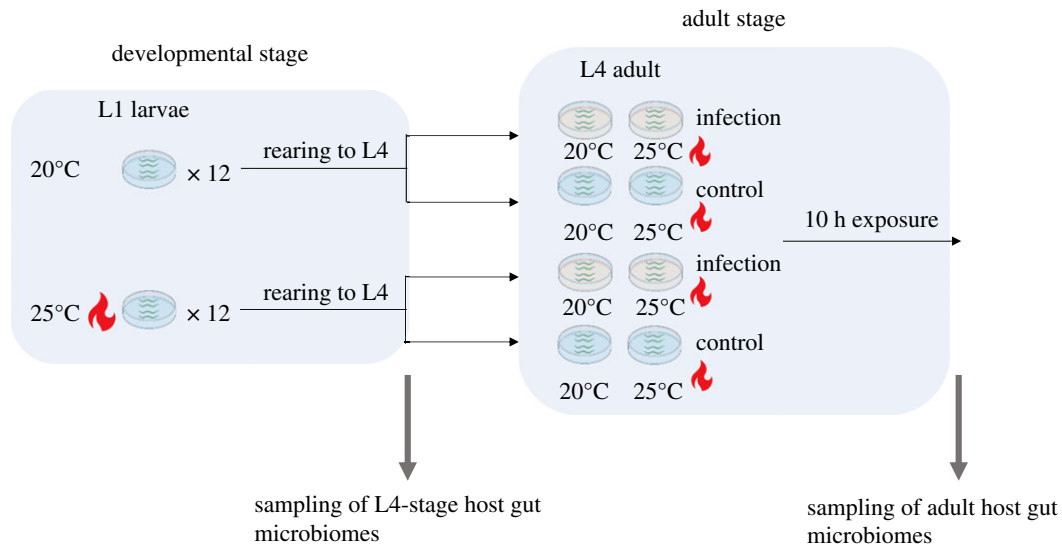 developmental stage
L1 larvae
20°C
× 12
rearing to L4
25°C
× 12
rearing to L4
sampling of L4-stage host gut
microbiomes
adult stage
L4 adult
infection
20°C 25°C
control
20°C 25°C
infection
20°C 25°C
control
20°C 25°C
10 h exposure
sampling of adult host gut
microbiomes